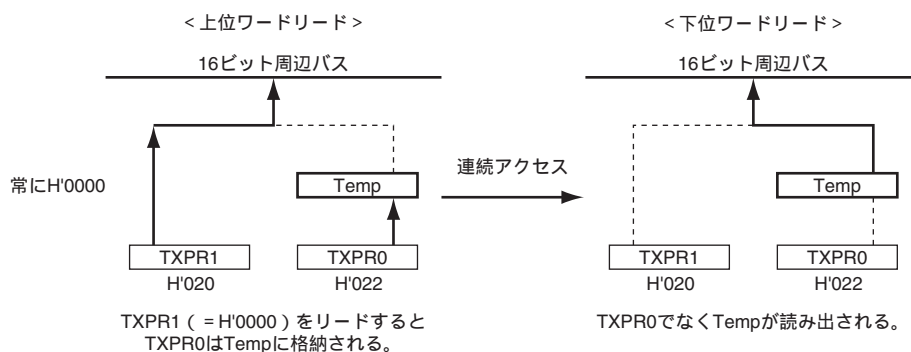 ＜上位ワードリード＞
16ビット周辺バス
常にH'0000
Temp
TXPR1
TXPR0
H'020
H'022
TXPR1（=H'0000）をリードすると
TXPR0はTempに格納される。
連続アクセス
＜下位ワードリード＞
16ビット周辺バス
Temp
TXPR1
TXPR0
H'020
H'022
TXPR0でなくTempが読み出される。